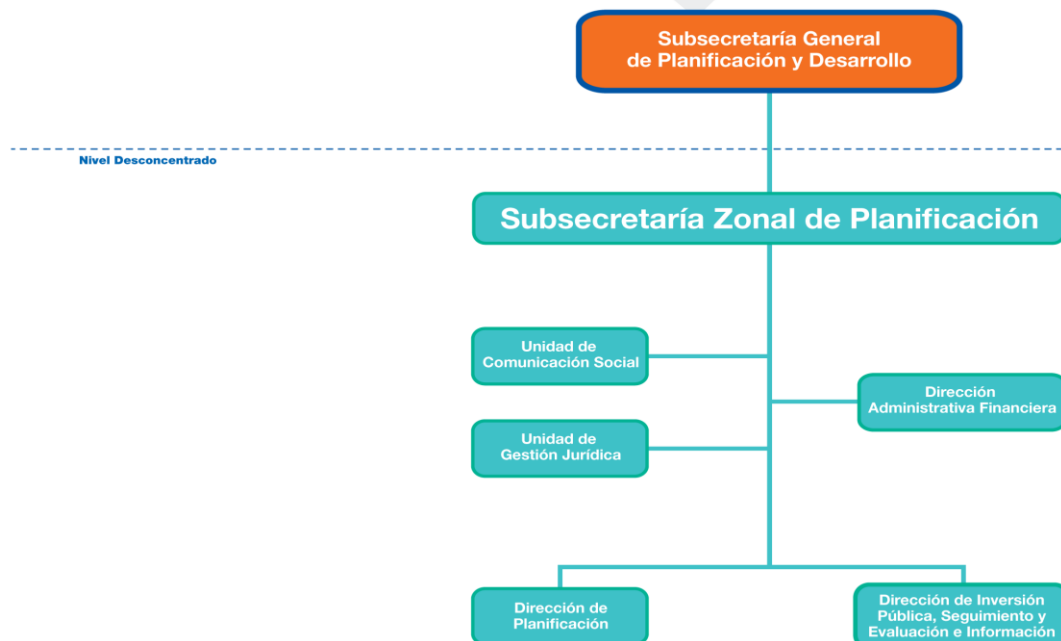 Subsecretaría General
de Planificación y Desarrollo
Nivel Desconcentrado
Subsecretaría Zonal de Planificación
Unidad de
Comunicación Social
Dirección
Administrativa Financiera
Unidad de
Gestión Jurídica
Dirección de
Planificación
Dirección de Inversión
Pública, Seguimiento y
Evaluación e Información